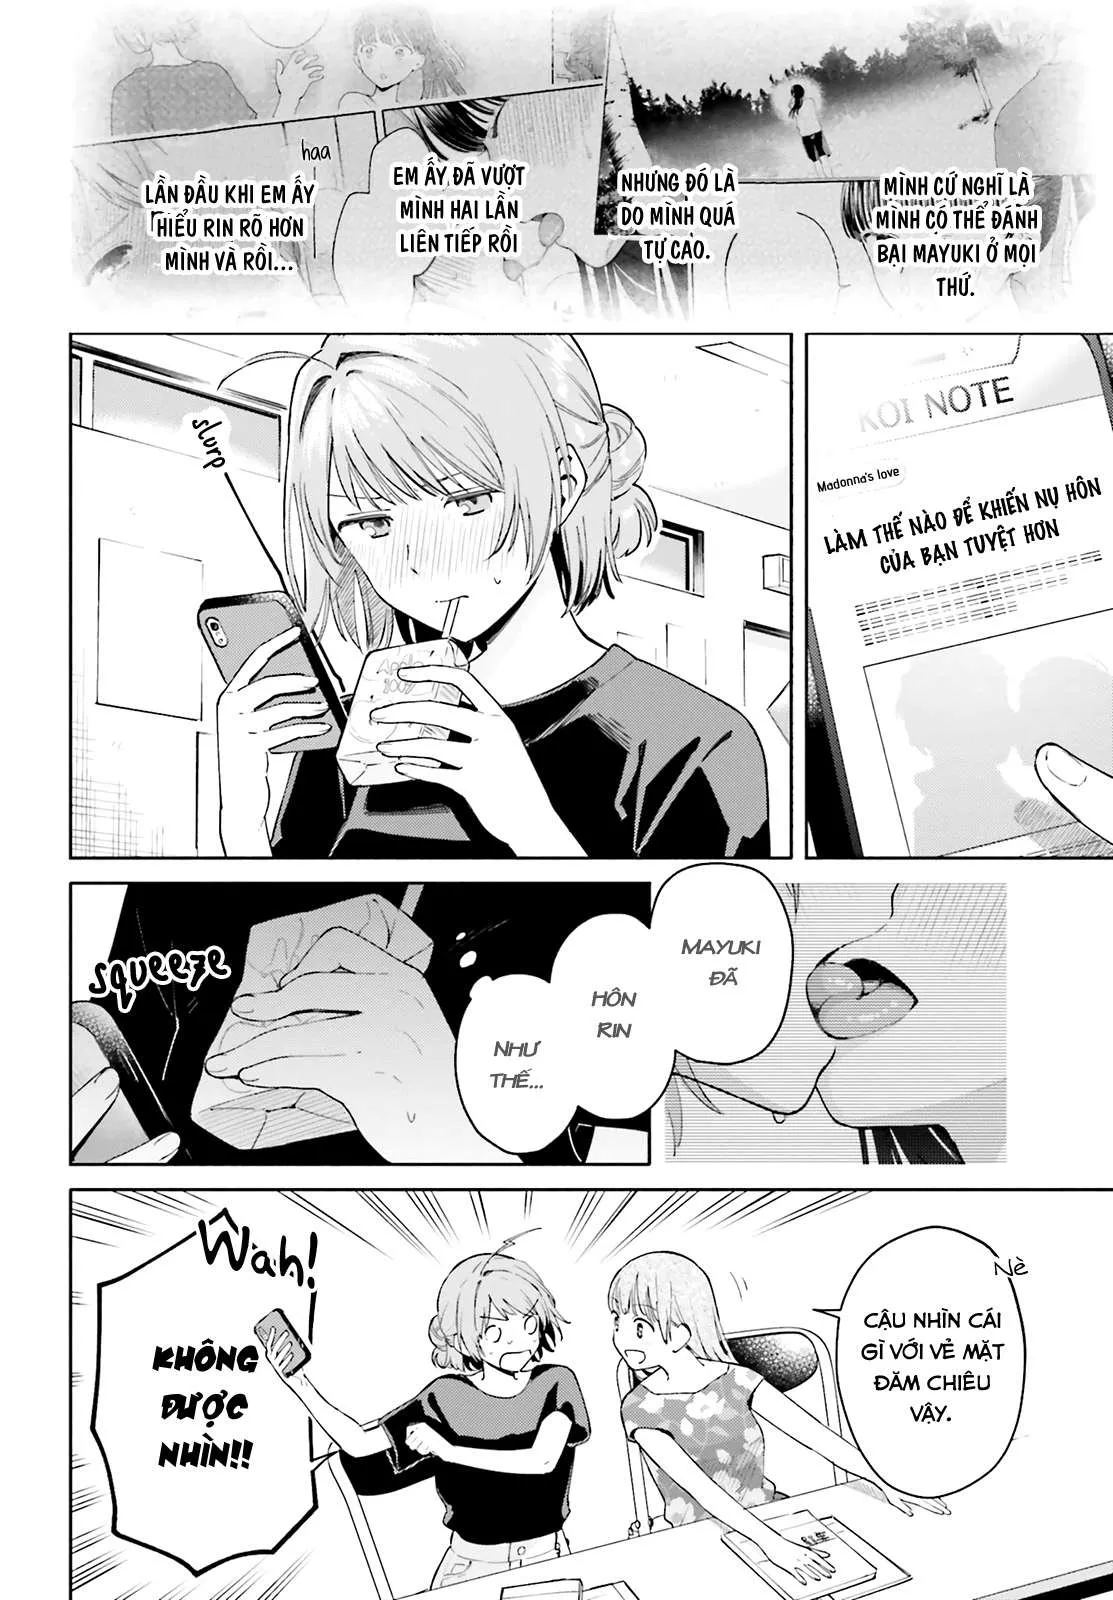 MÌNH CỨ NGHĨ LÀ
MÌNH CÓ THỂ ĐÁNH
BẠI MAYUKI Ở MỌI
THỨ.
NHƯNG ĐÓ LÀ
DO MÌNH QUÁ
TỰ CAO.
EM ẤY ĐÃ VƯỢT
MÌNH HAI LẦN
LIÊN TIẾP RỒI
haa
LẦN ĐẦU KHI EM ẤY
HIỂU RIN RÕ HƠN
MÌNH VÀ RỒI...
KOI NOTE
Madonna's love
LÀM THẾ NÀO ĐỂ KHIẾN NỤ HÔN
CỦA BẠN TUYỆT HƠN
slurp
Apple
100%
MAYUKI
ĐÃ
HÔN
RIN
NHƯ
THẾ...
squeeze
Nè
CẬU NHÌN CÁI
GÌ VỚI VẺ MẶT
ĐĂM CHIÊU
VẬY.
Wah!
KHÔNG
ĐƯỢC
NHÌN!!